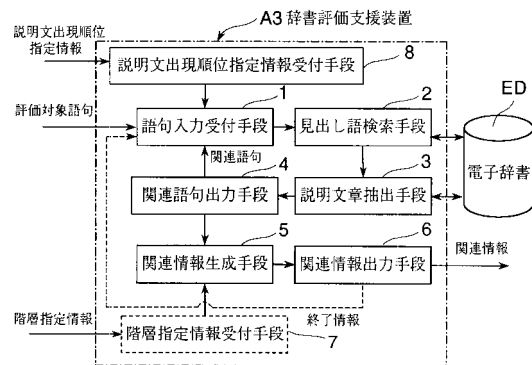 A3 辞書評価支援装置
説明文出現順位
指定情報
8
説明文出現順位指定情報受付手段
1
2
ED
評価対象語句
語句入力受付手段
見出し語検索手段
関連語句
4
3
電子辞書
関連語句出力手段
説明文章抽出手段
5
6
関連情報
関連情報生成手段
関連情報出力手段
階層指定情報
終了情報
階層指定情報受付手段
7